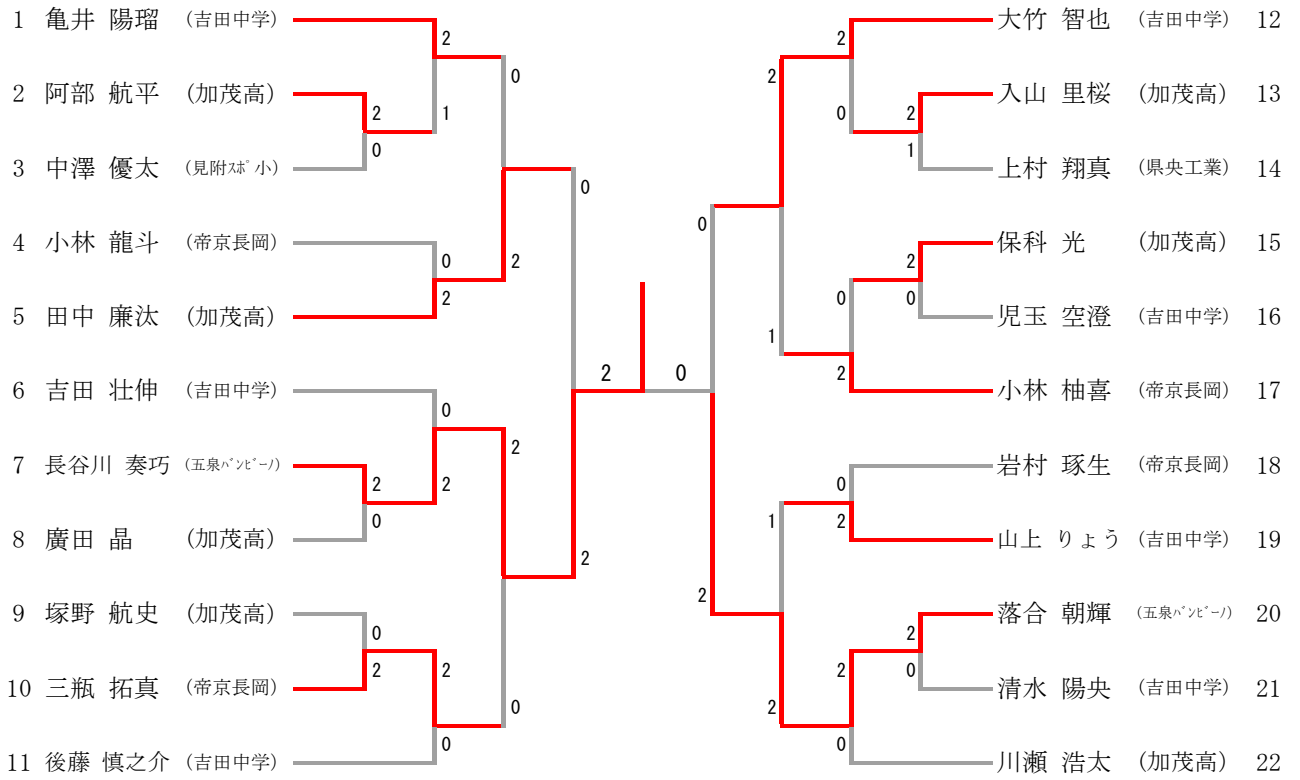 1 亀井 陽瑠 (吉田中学)
2 阿部 航平 (加茂高)
3 中澤 優太 (見附スポ小)
4 小林 龍斗 (帝京長岡)
5 田中 廉汰 (加茂高)
6 吉田 壮伸 (吉田中学)
7 長谷川 奏巧 (五泉バンビーノ)
8 廣田 晶 (加茂高)
9 塚野 航史 (加茂高)
10 三瓶 拓真 (帝京長岡)
11 後藤 慎之介 (吉田中学)
2
2
1
0
0
0
2
2
0
0
2
2
0
2
0
2
2
0
0
0
2
2
0
2
0
2
0
1
2
0
0
2
0
1
2
0
2
1
2
2
0
2
0
2
大竹 智也 (吉田中学) 12
入山 里桜 (加茂高) 13
上村 翔真 (県央工業) 14
保科 光 (加茂高) 15
児玉 空澄 (吉田中学) 16
小林 柚喜 (帝京長岡) 17
岩村 琢生 (帝京長岡) 18
山上 りょう (吉田中学) 19
落合 朝輝 (五泉バンビーノ) 20
清水 陽央 (吉田中学) 21
川瀬 浩太 (加茂高) 22